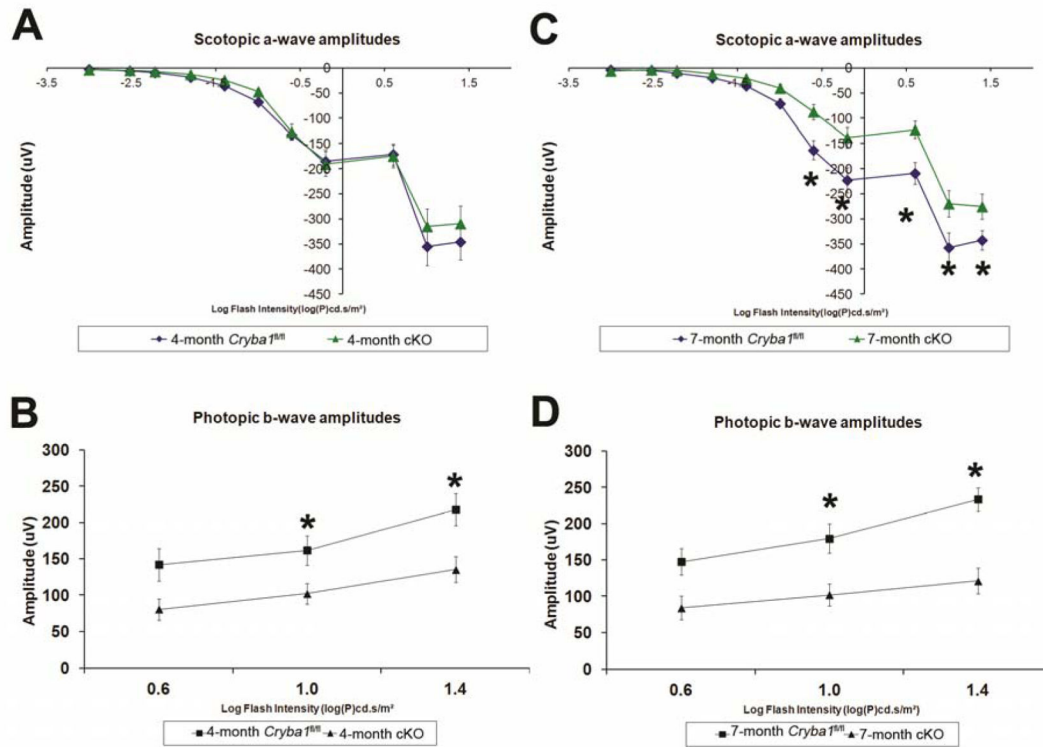 A
Scotopic a-wave amplitudes
-3.5 -2.5 -1.5 -0.5 0.5 1.5
0
-50
-100
-150
-200
-250
-300
-350
-400
-450
Amplitude (uV)
Log Flash Intensity(log(P)cd.s/m²
4-month Cryba1fl/fl 4-month cKO
C
Scotopic a-wave amplitudes
-3.5 -2.5 -1.5 -0.5 0.5 1.5
0
-50
-100
-150
-200
-250
-300
-350
-400
-450
Amplitude (uV)
* * * * *
Log Flash Intensity(log(P)cd.s/m²
7-month Cryba1fl/fl 7-month cKO
B
Photopic b-wave amplitudes
300
250
200
150
100
50
0
Amplitude (uV)
* *
0.6 1.0 1.4
Log Flash Intensity (log(P)cd.s/m²
4-month Cryba1fl/fl 4-month cKO
D
Photopic b-wave amplitudes
300
250
200
150
100
50
0
Amplitude (uV)
* *
0.6 1.0 1.4
Log Flash Intensity (log(P)cd.s/m²
7-month Cryba1fl/fl 7-month cKO